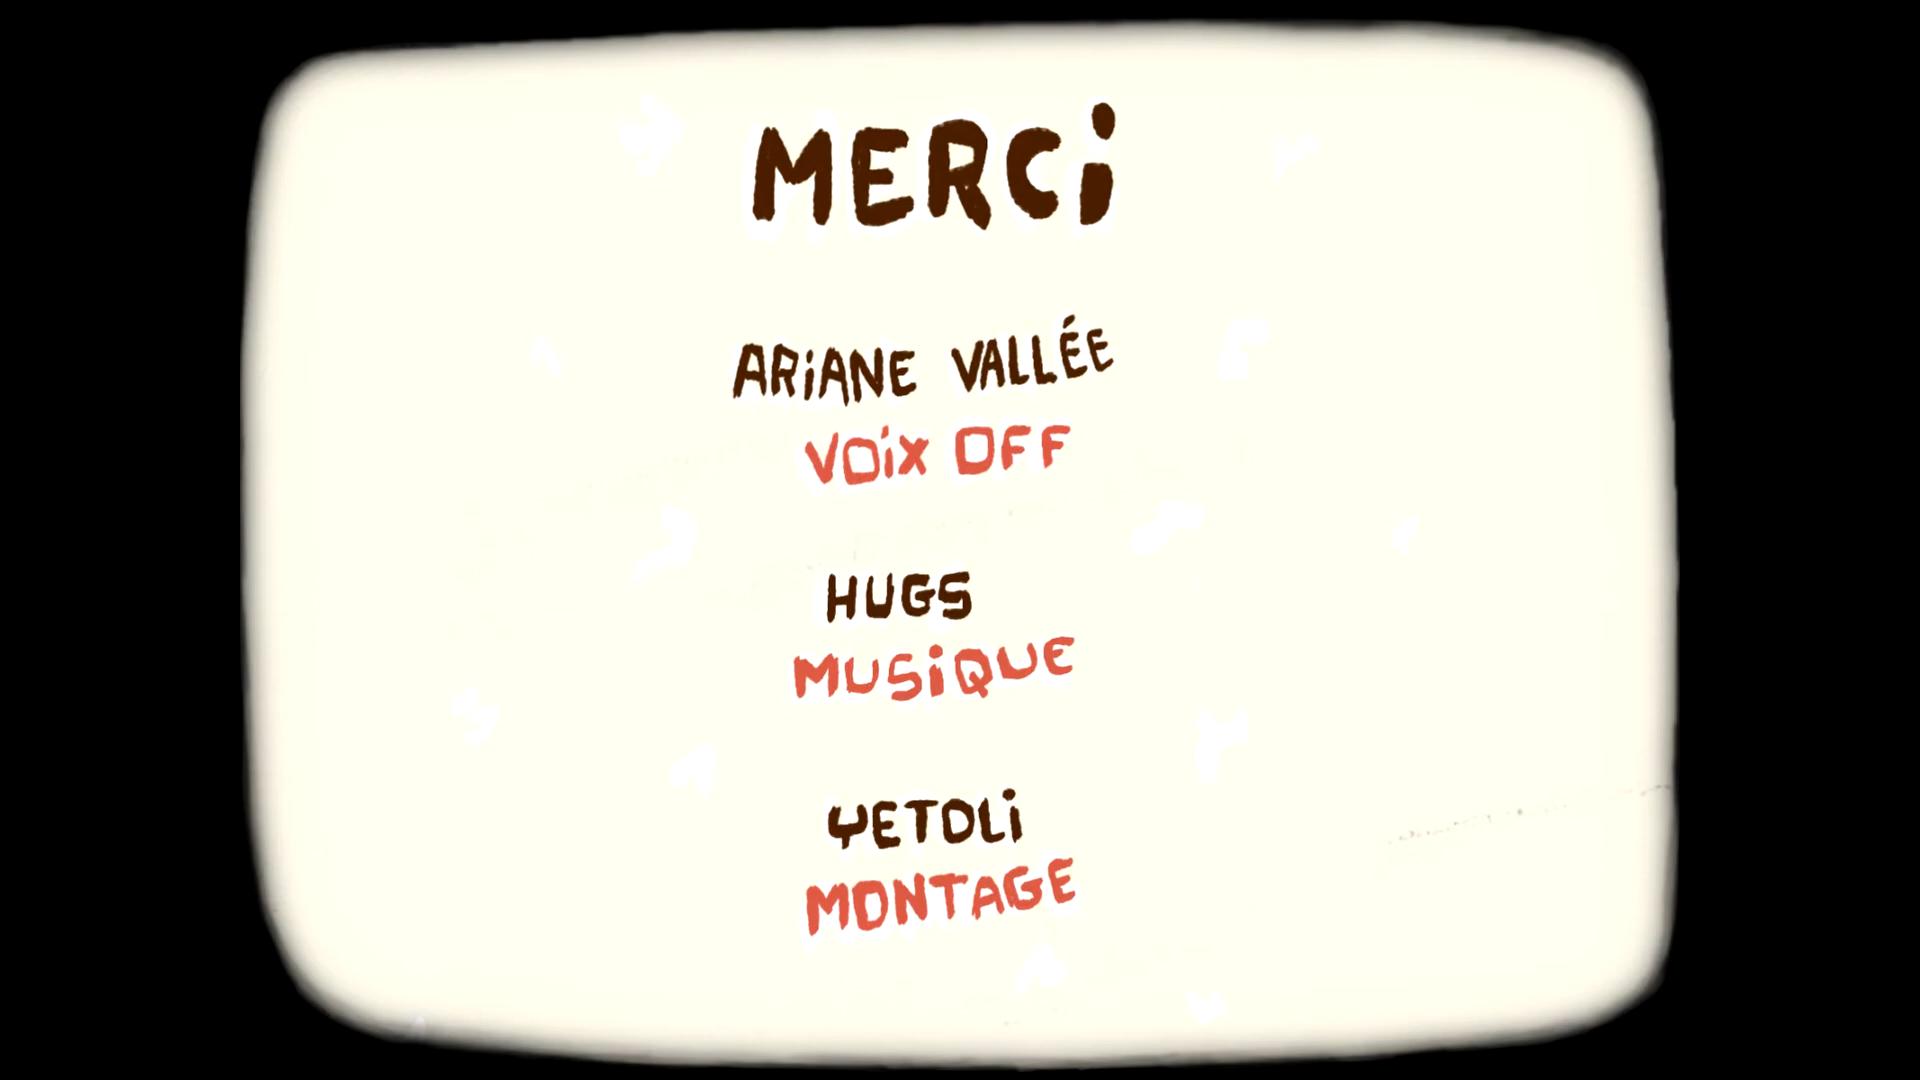 MERCi
ARiANE VALLÉE
VOiX OFF
HUGS
MUSiQUE
YETOLi
MONTAGE